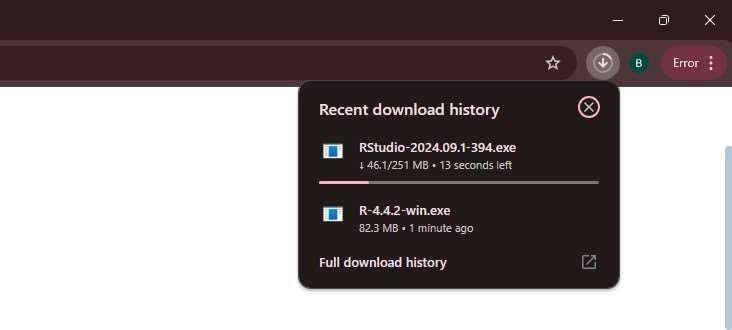 B
Error
Recent download history
RStudio-2024.09.1-394.exe
↓ 46.1/251 MB • 13 seconds left
R-4.4.2-win.exe
82.3 MB • 1 minute ago
Full download history